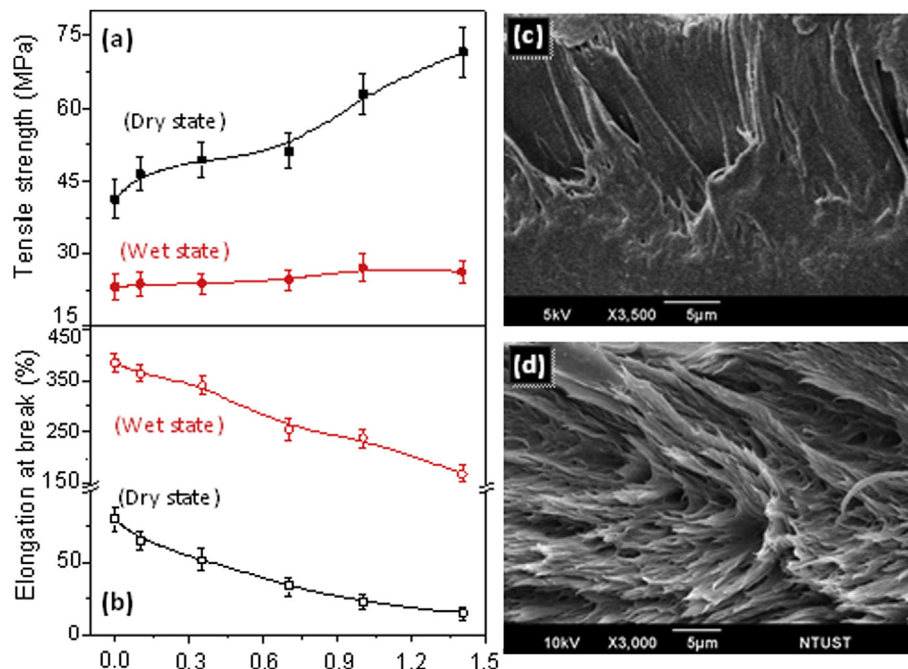 (a)
Tensile strength (MPa)
75
60
45
30
15
(Dry state)
(Wet state)
Elongation at break (%)
450
350
250
150
50
0
(Wet state)
(Dry state)
(b)
0.0 0.3 0.6 0.9 1.2 1.5
(c)
5kV X3,500 5µm
(d)
10kV X3,000 5µm NTUST